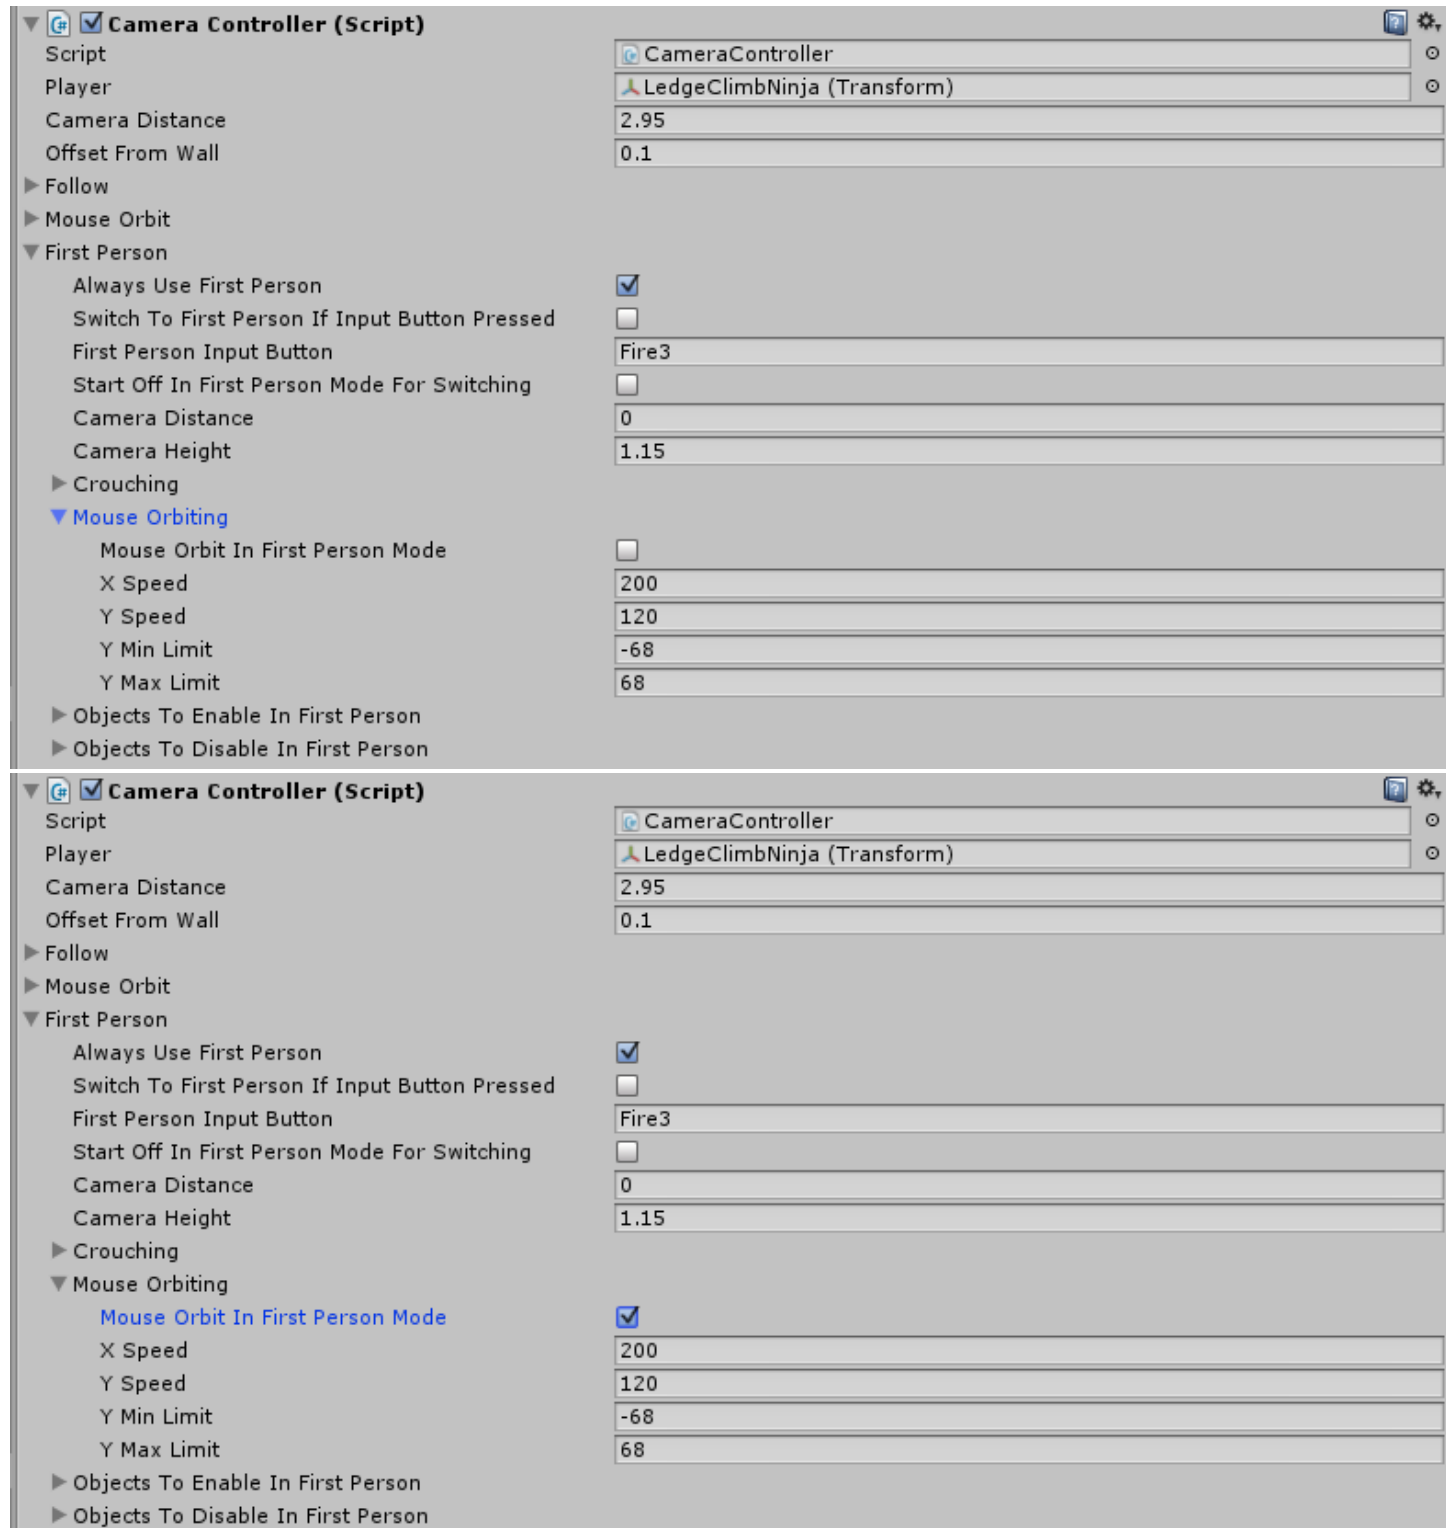 Camera Controller (Script)
Script CameraController
Player LedgeClimbNinja (Transform)
Camera Distance 2.95
Offset From Wall 0.1
Follow
Mouse Orbit
First Person
Always Use First Person
Switch To First Person If Input Button Pressed
First Person Input Button Fire3
Start Off In First Person Mode For Switching
Camera Distance 0
Camera Height 1.15
Crouching
Mouse Orbiting
Mouse Orbit In First Person Mode
X Speed 200
Y Speed 120
Y Min Limit -68
Y Max Limit 68
Objects To Enable In First Person
Objects To Disable In First Person
Camera Controller (Script)
Script CameraController
Player LedgeClimbNinja (Transform)
Camera Distance 2.95
Offset From Wall 0.1
Follow
Mouse Orbit
First Person
Always Use First Person
Switch To First Person If Input Button Pressed
First Person Input Button Fire3
Start Off In First Person Mode For Switching
Camera Distance 0
Camera Height 1.15
Crouching
Mouse Orbiting
Mouse Orbit In First Person Mode
X Speed 200
Y Speed 120
Y Min Limit -68
Y Max Limit 68
Objects To Enable In First Person
Objects To Disable In First Person